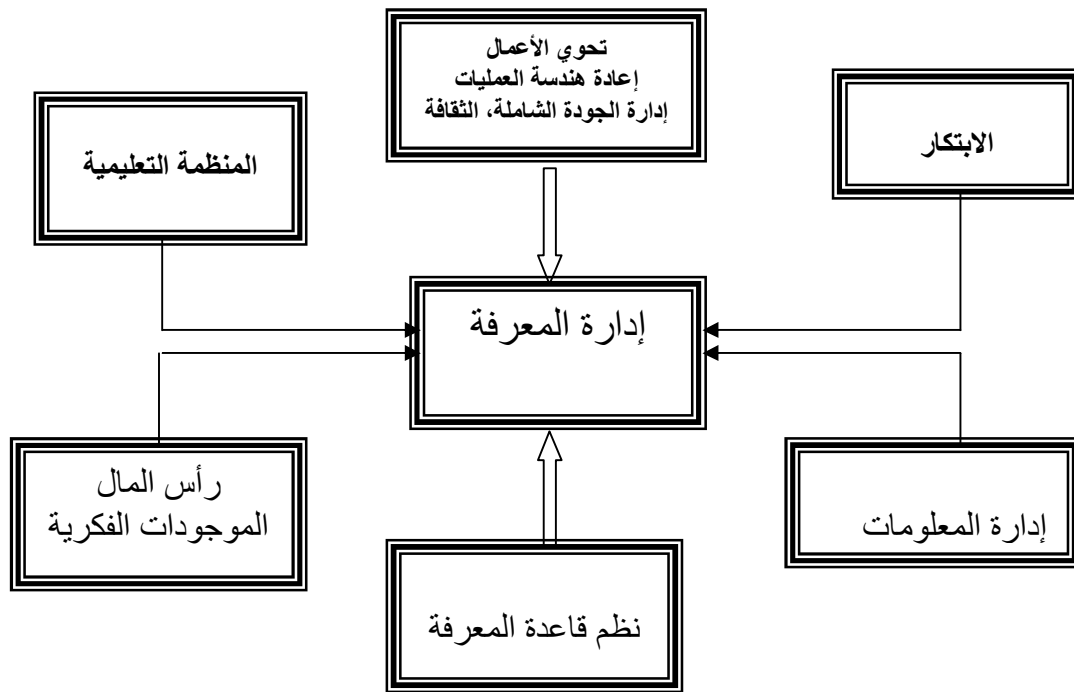 تحوي الأعمال
إعادة هندسة العمليات
إدارة الجودة الشاملة، الثقافة
الابتكار
المنظمة التعليمية
إدارة المعرفة
رأس المال
الموجودات الفكرية
إدارة المعلومات
نظم قاعدة المعرفة